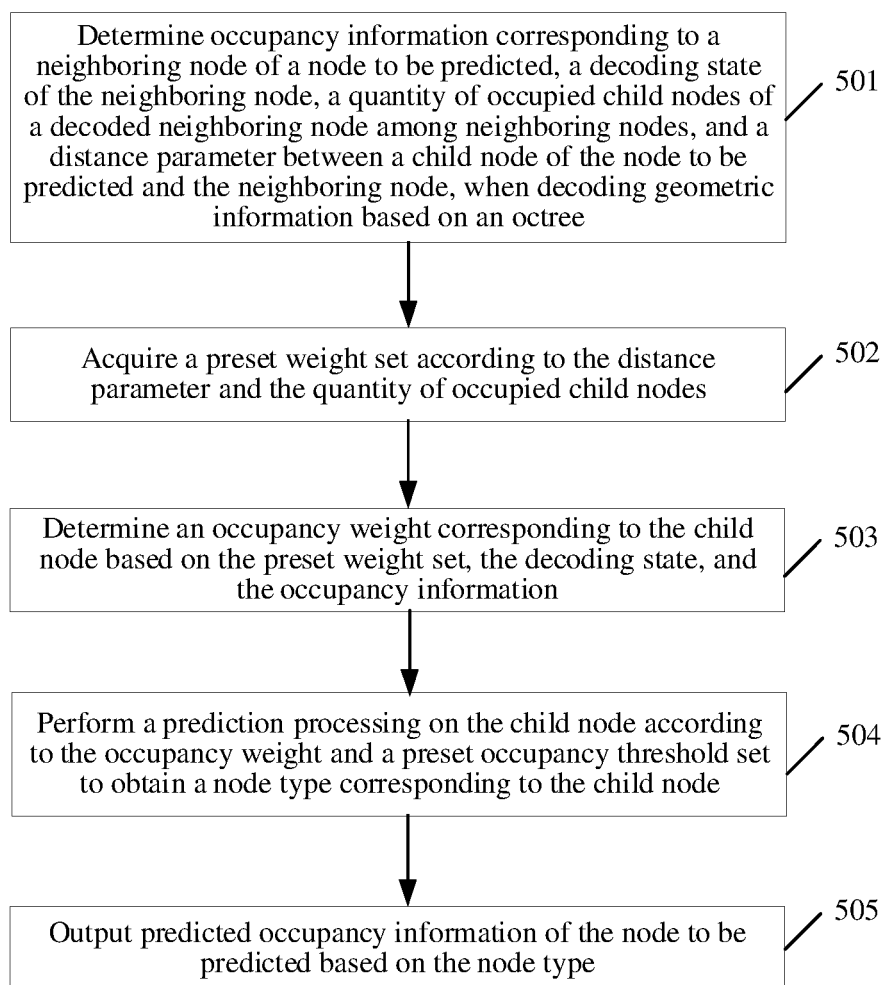 Determine occupancy information corresponding to a
neighboring node of a node to be predicted, a decoding state
of the neighboring node, a quantity of occupied child nodes of
a decoded neighboring node among neighboring nodes, and a
distance parameter between a child node of the node to be
predicted and the neighboring node, when decoding geometric
information based on an octree
501
Acquire a preset weight set according to the distance
parameter and the quantity of occupied child nodes
502
Determine an occupancy weight corresponding to the child
node based on the preset weight set, the decoding state, and
the occupancy information
503
Perform a prediction processing on the child node according
to the occupancy weight and a preset occupancy threshold set
to obtain a node type corresponding to the child node
504
Output predicted occupancy information of the node to be
predicted based on the node type
505